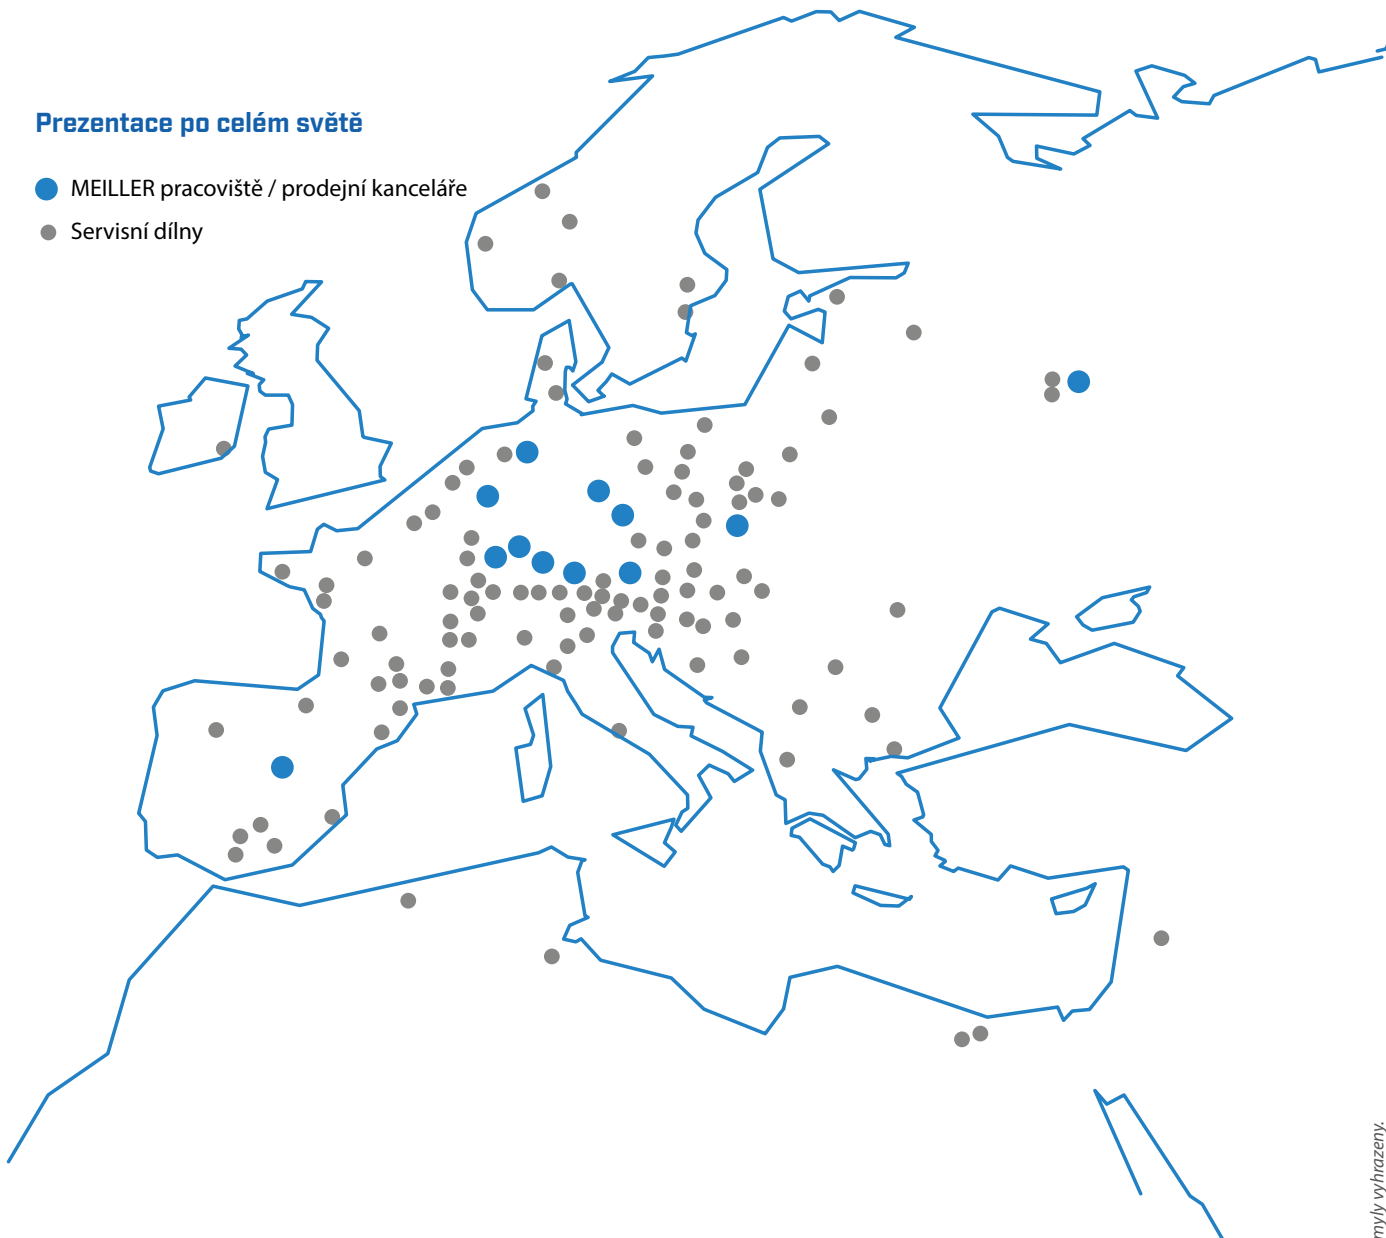 Prezentace po celém světě
MEILLER pracoviště / prodejní kanceláře
Servisní dílny
myly vyhrazeny.